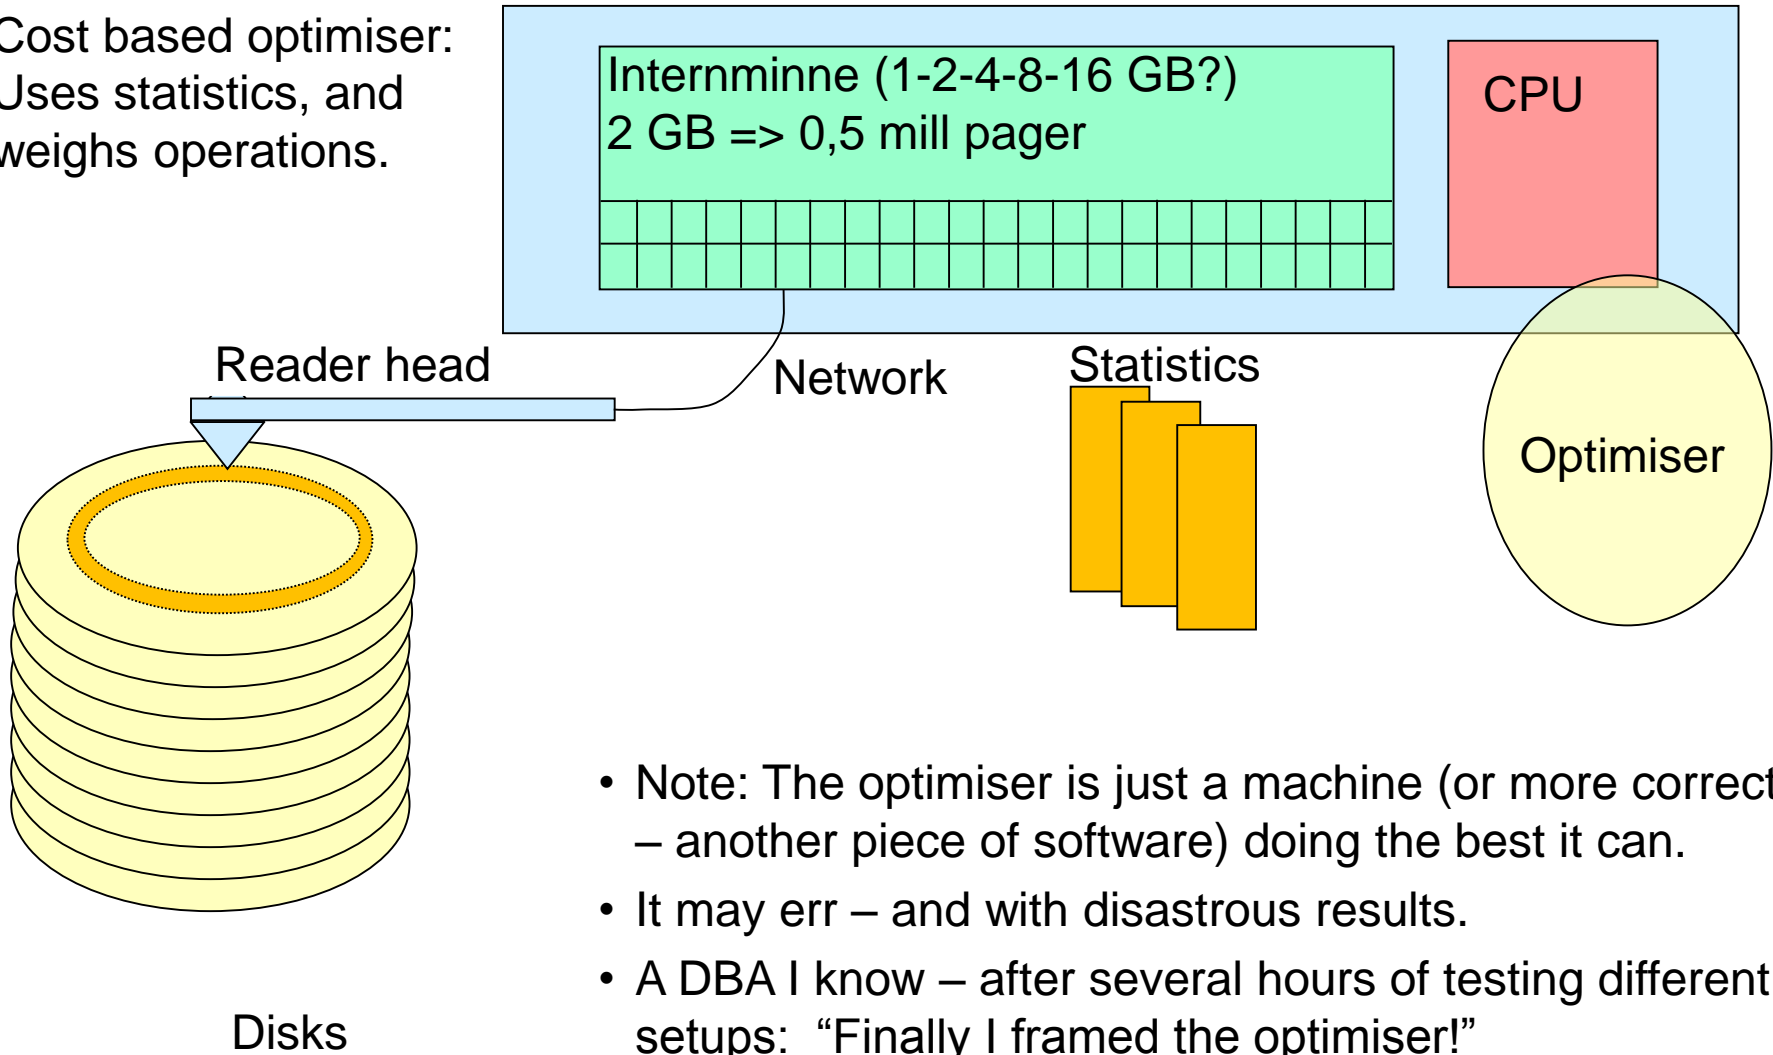 Cost based optimiser:
Uses statistics, and
weighs operations.
Internminne (1-2-4-8-16 GB?)
2 GB => 0,5 mill pager
CPU
Reader head
Network
Statistics
Optimiser
• Note: The optimiser is just a machine (or more correct
– another piece of software) doing the best it can.
• It may err – and with disastrous results.
• A DBA I know – after several hours of testing different
setups: “Finally I framed the optimiser!”
Disks